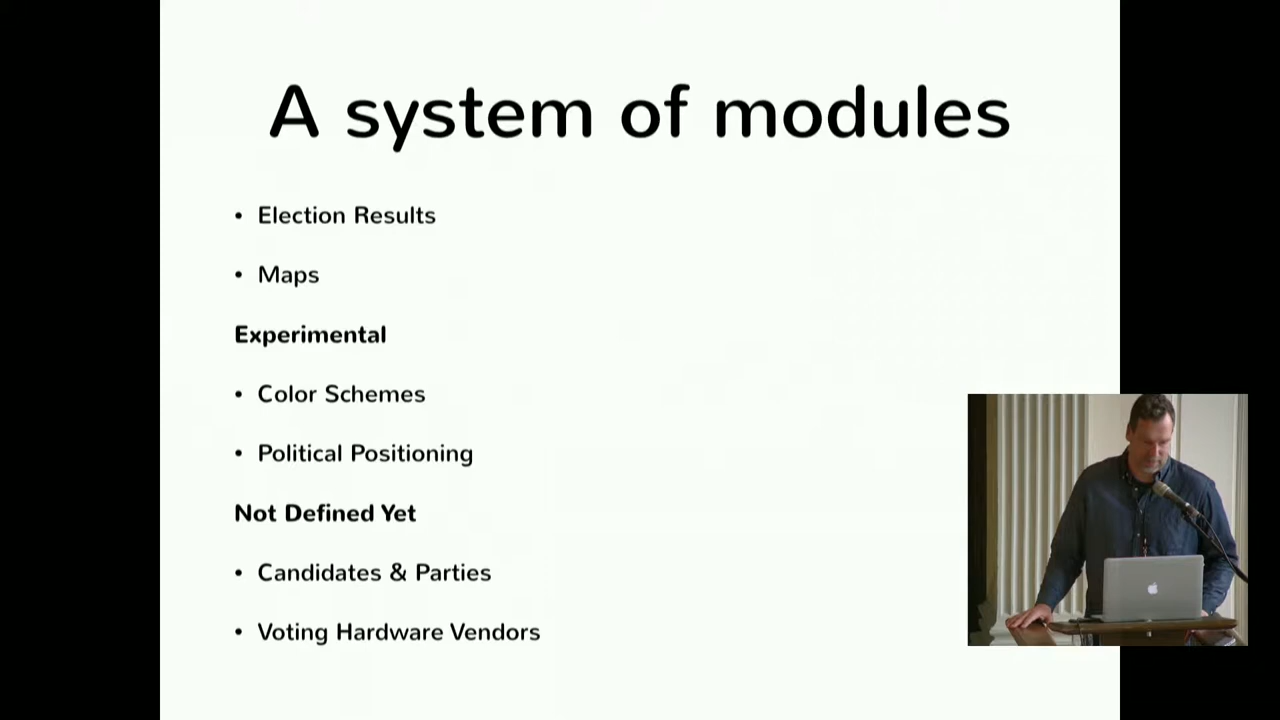 A system of modules
• Election Results
• Maps
Experimental
• Color Schemes
• Political Positioning
Not Defined Yet
• Candidates & Parties
• Voting Hardware Vendors